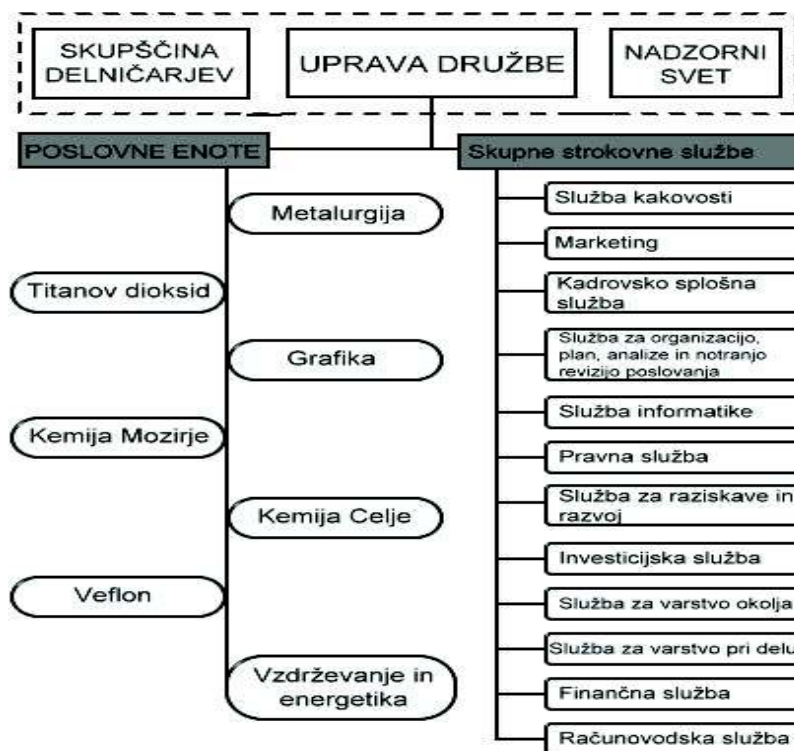 SKUPŠČINA
DELNIČARJEV
UPRAVA DRUŽBE
NADZORNI
SVET
POSLOVNE ENOTE
Metalurgija
Titanov dioksid
Grafika
Kemija Mozirje
Kemija Celje
Veflon
Vzdrževanje in
energetika
Skupne strokovne službe
Služba kakovosti
Marketing
Kadrovsko splošna
služba
Služba za organizacijo,
plan, analize in notranjo
revizijo poslovanja
Služba informatike
Pravna služba
Služba za raziskave in
razvoj
Investicijska služba
Služba za varstvo okolja
Služba za varstvo pri delu
Finančna služba
Računovodska služba